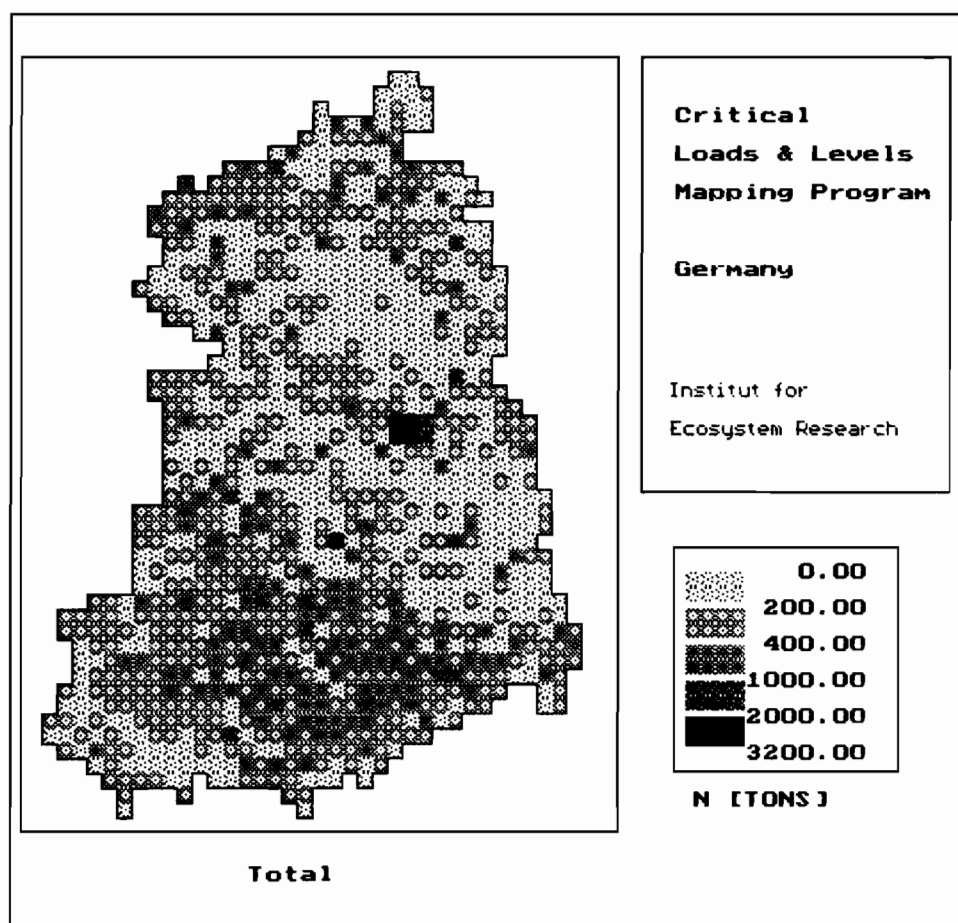 Critical
Loads & Levels
Mapping Program
Germany
Institut for
Ecosystem Research
0.00
200.00
400.00
1000.00
2000.00
3200.00
N [TONS]
Total